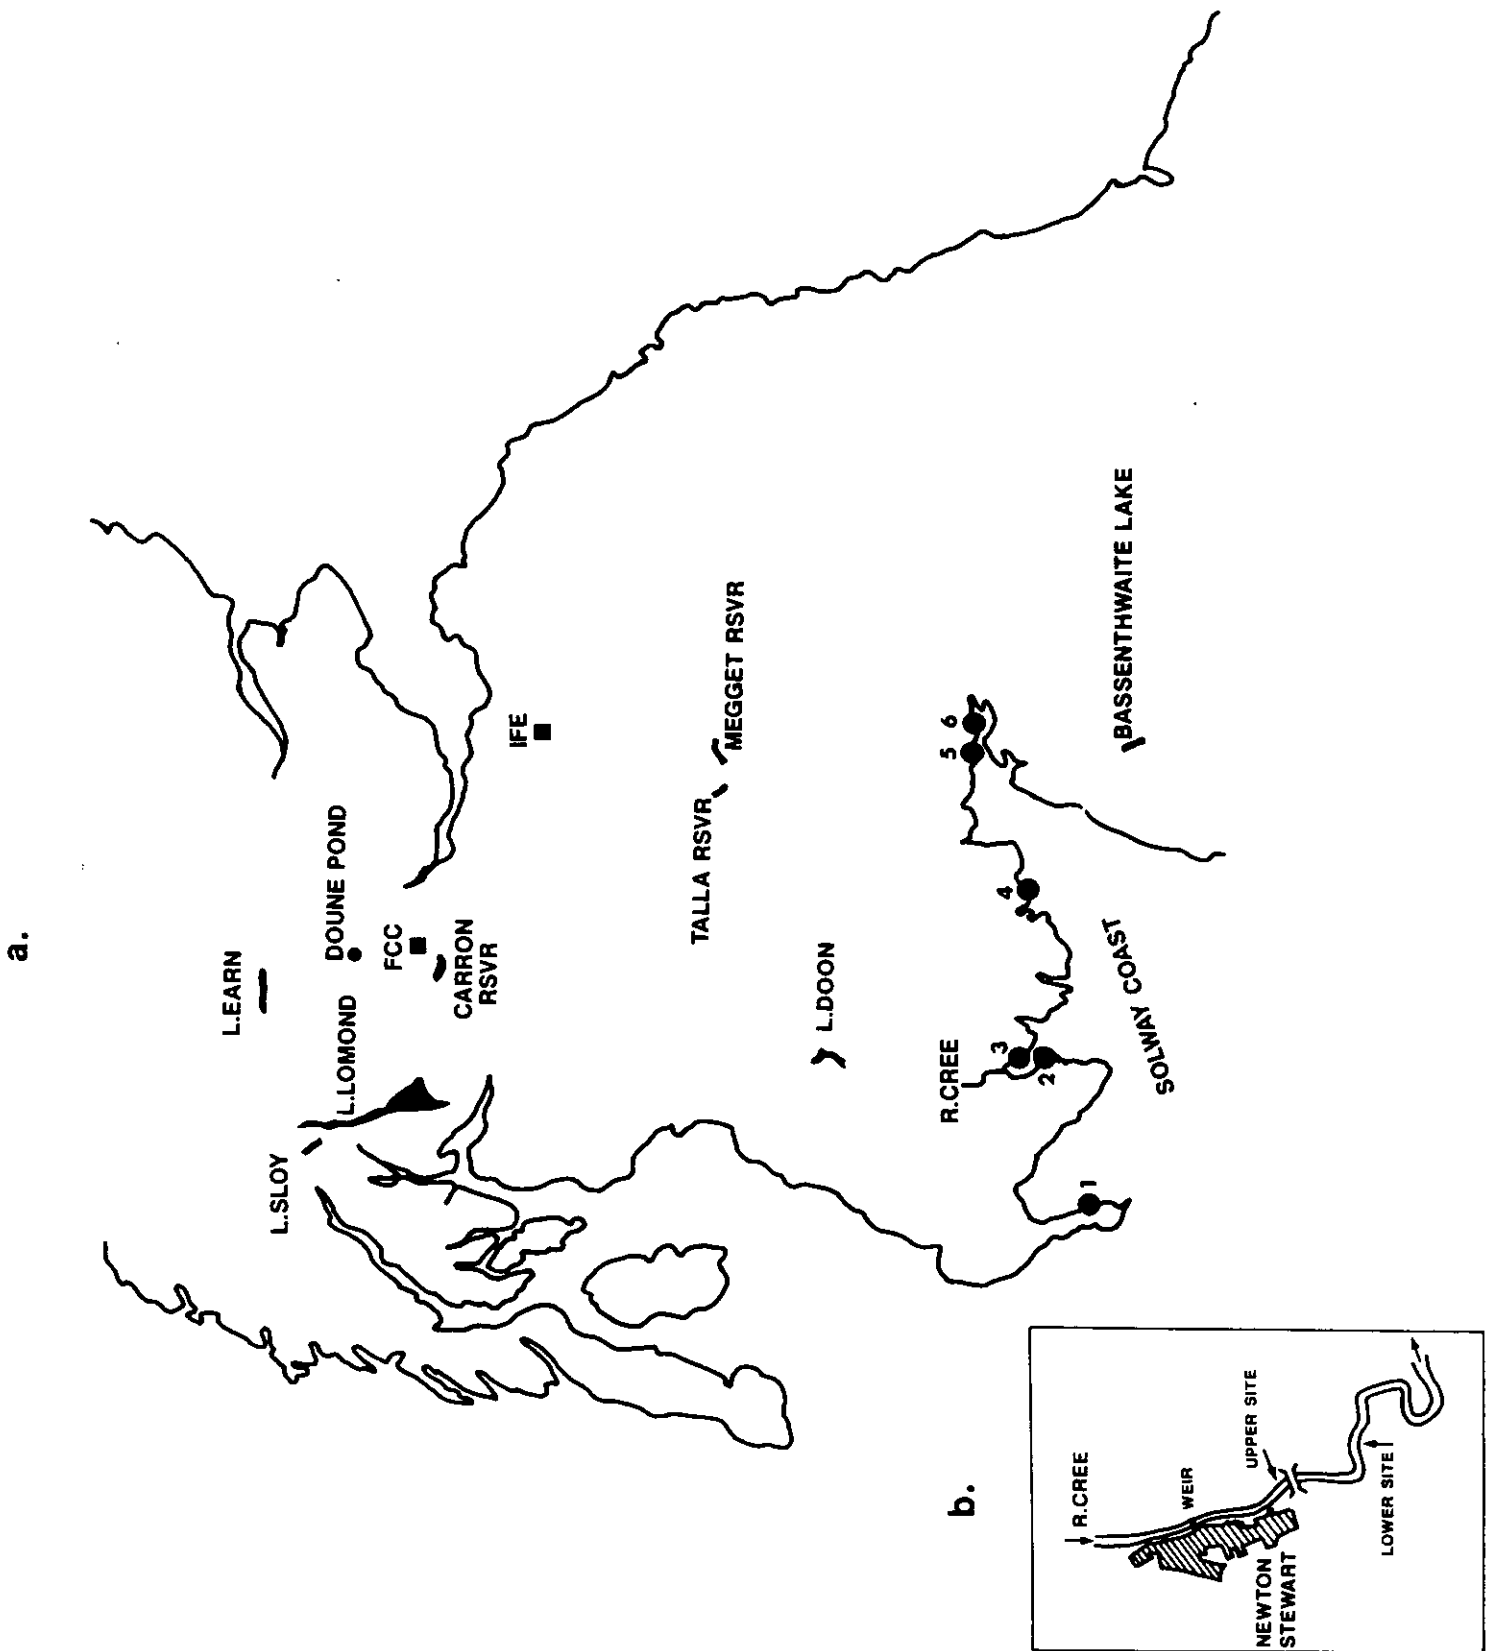 a.
L.EARN
L.SLOY
L.LOMOND
DOUNE POND
FCC
CARRON
RSVR
IFE
TALLA RSVR
MEGGET RSVR
L.DOON
R.CREE
3
2
1
4
5
6
SOLWAY COAST
BASSENTHWAITE LAKE
b.
R.CREE
WEIR
UPPER SITE
NEWTON
STEWART
LOWER SITE